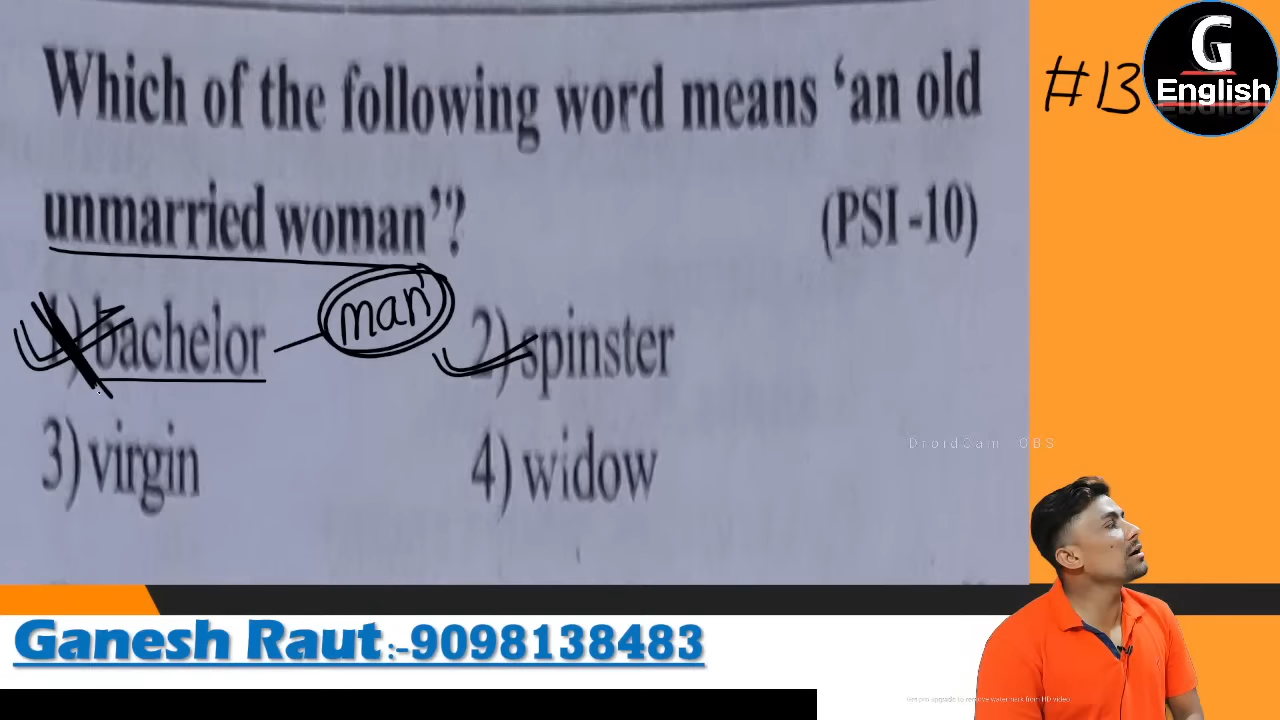 Which of the following word means ‘an old
unmarried woman’?
(PSI -10)
1) bachelor
man
2) spinster
3) virgin
4) widow
#13
G
English
DroidCam OBS
Ganesh Raut:-9098138483